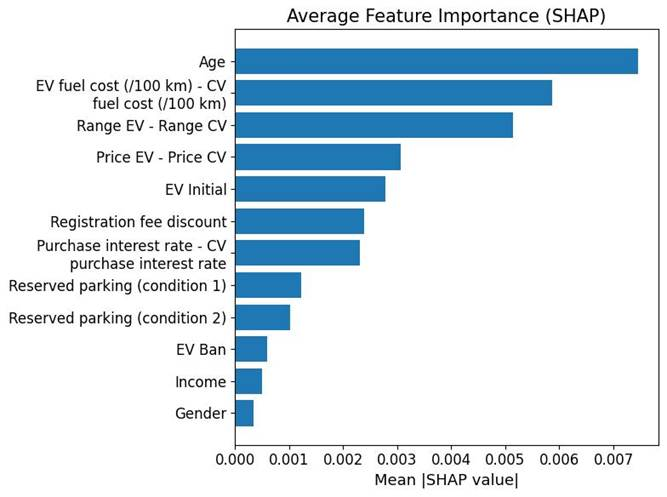 Average Feature Importance (SHAP)
Age
EV fuel cost (/100 km) - CV
fuel cost (/100 km)
Range EV - Range CV
Price EV - Price CV
EV Initial
Registration fee discount
Purchase interest rate - CV
purchase interest rate
Reserved parking (condition 1)
Reserved parking (condition 2)
EV Ban
Income
Gender
0.000 0.001 0.002 0.003 0.004 0.005 0.006 0.007
Mean |SHAP value|